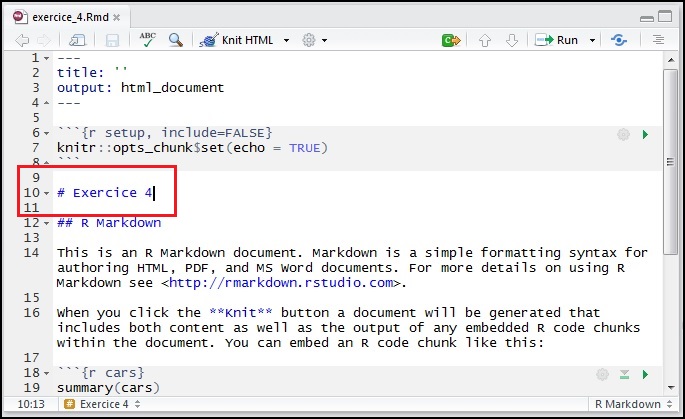 exercice_4.Rmd
ABC Knit HTML Run
1 ---
2 title: ''
3 output: html_document
4 ---
5
6 ```{r setup, include=FALSE}
7 knitr::opts_chunk$set(echo = TRUE)
8 ```
9
10 # Exercice 4
11
12 ## R Markdown
13
14 This is an R Markdown document. Markdown is a simple formatting syntax for
authoring HTML, PDF, and MS Word documents. For more details on using R
Markdown see <http://rmarkdown.rstudio.com>.
15
16 When you click the **Knit** button a document will be generated that
includes both content as well as the output of any embedded R code chunks
within the document. You can embed an R code chunk like this:
17
18 ```{r cars}
19 summary(cars)
10:13 # Exercice 4 R Markdown